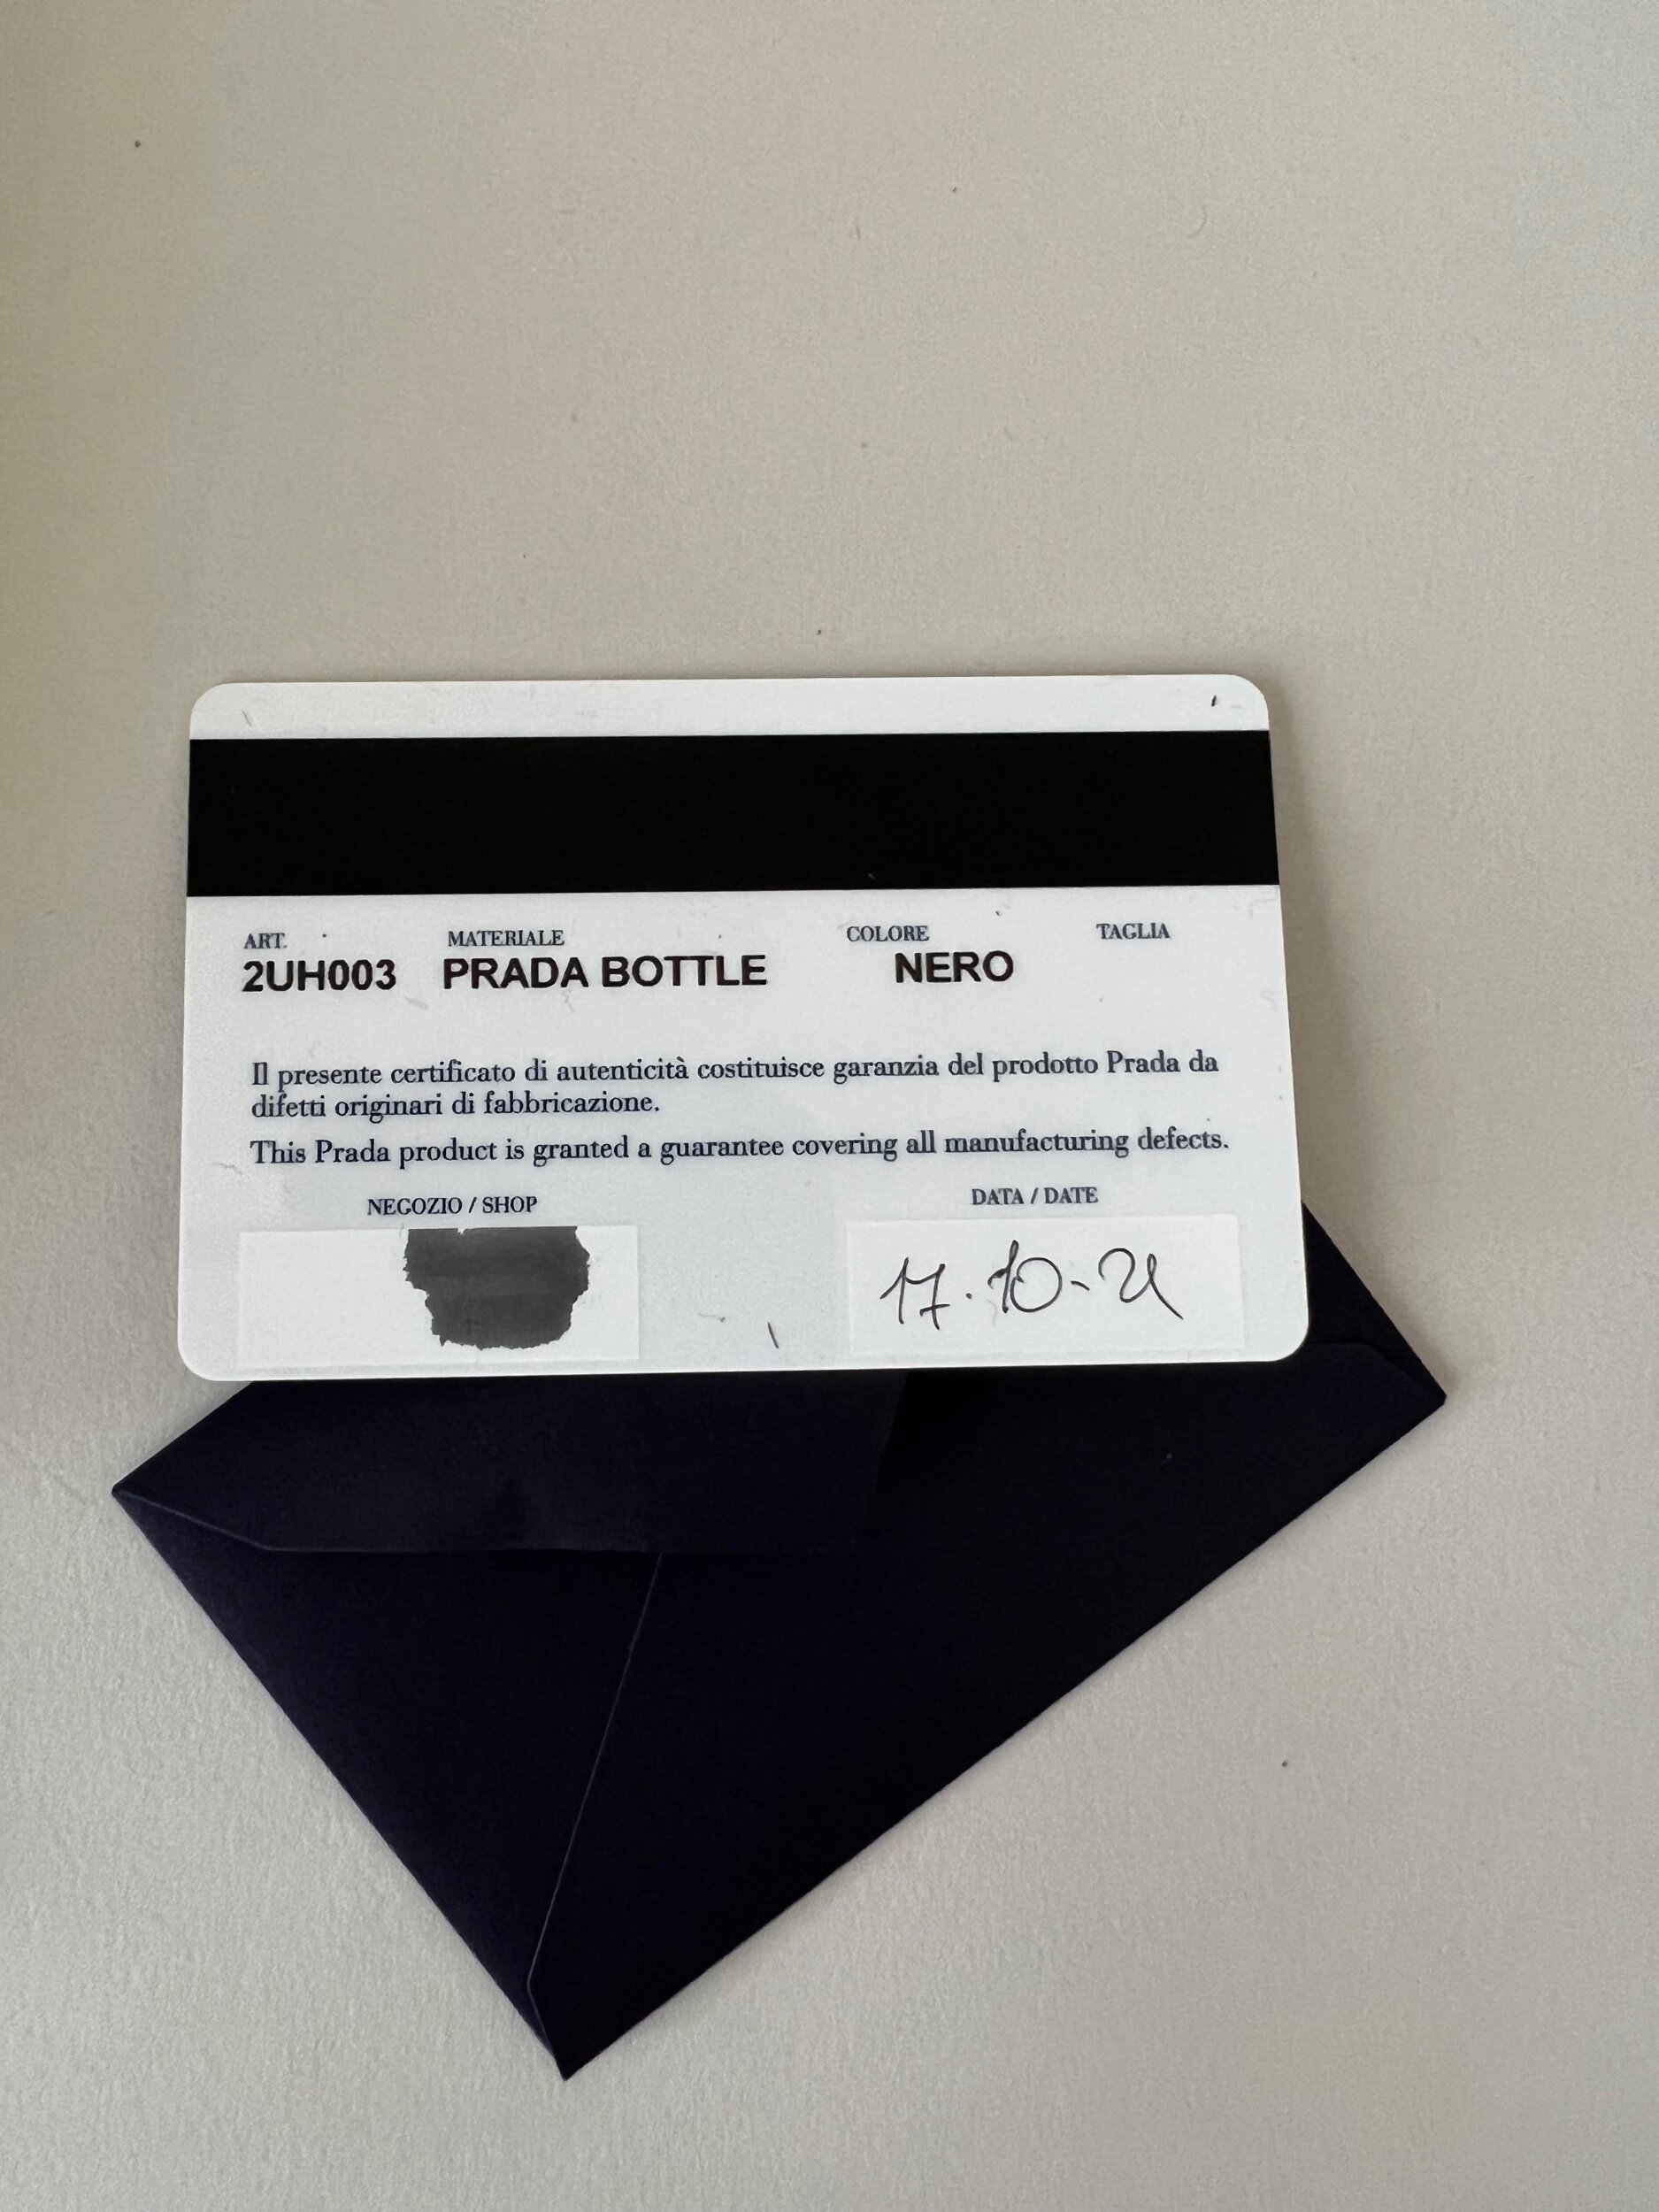 ART. MATERIALE COLORE TAGLIA
2UH003 PRADA BOTTLE NERO
Il presente certificato di autenticità costituisce garanzia del prodotto Prada da
difetti originari di fabbricazione.
This Prada product is granted a guarantee covering all manufacturing defects.
NEGOZIO / SHOP DATA / DATE
17.10-21